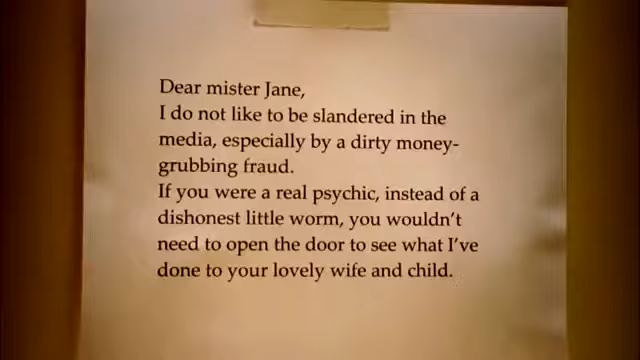 Dear mister Jane,
I do not like to be slandered in the
media, especially by a dirty money-
grubbing fraud.
If you were a real psychic, instead of a
dishonest little worm, you wouldn't
need to open the door to see what I've
done to your lovely wife and child.